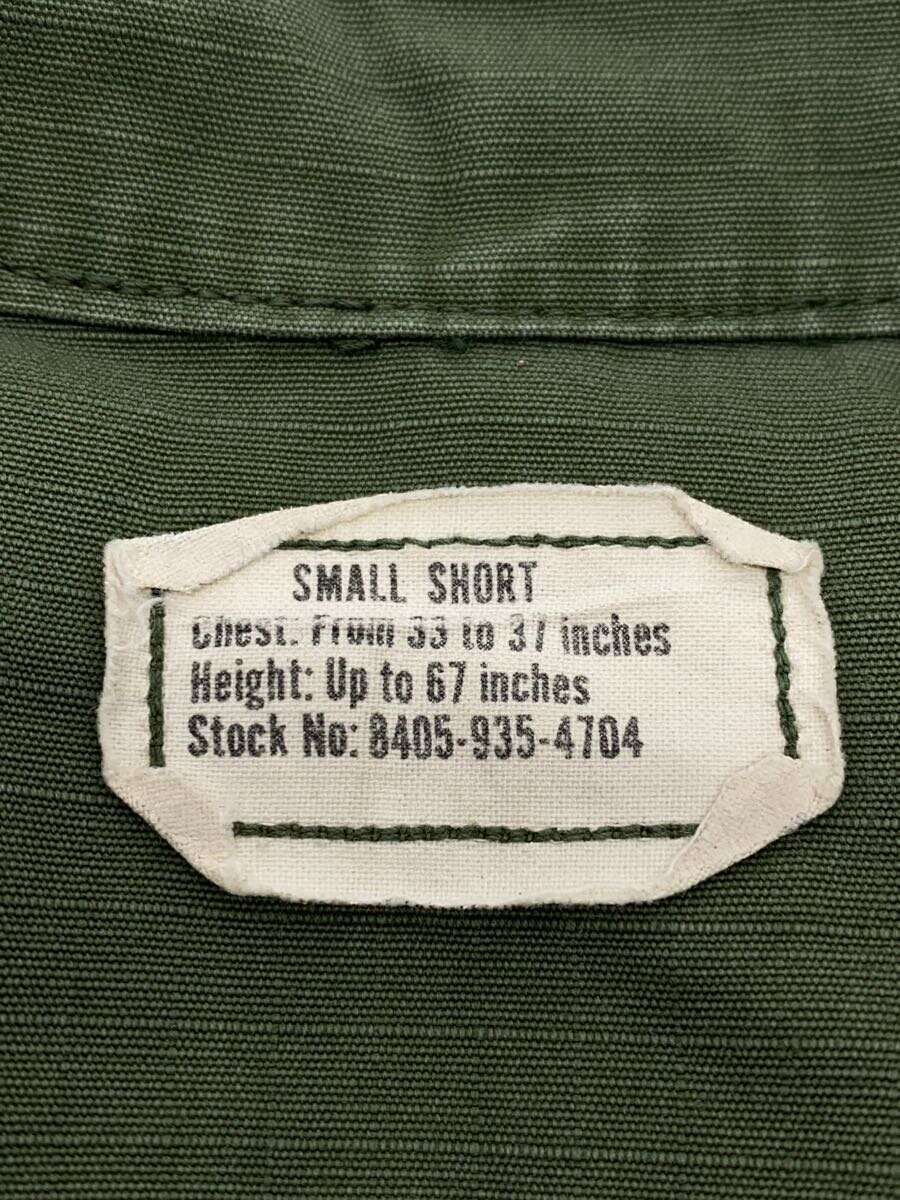 SMALL SHORT
Chest: From 33 to 37 inches
Height: Up to 67 inches
Stock No: 8405-935-4704